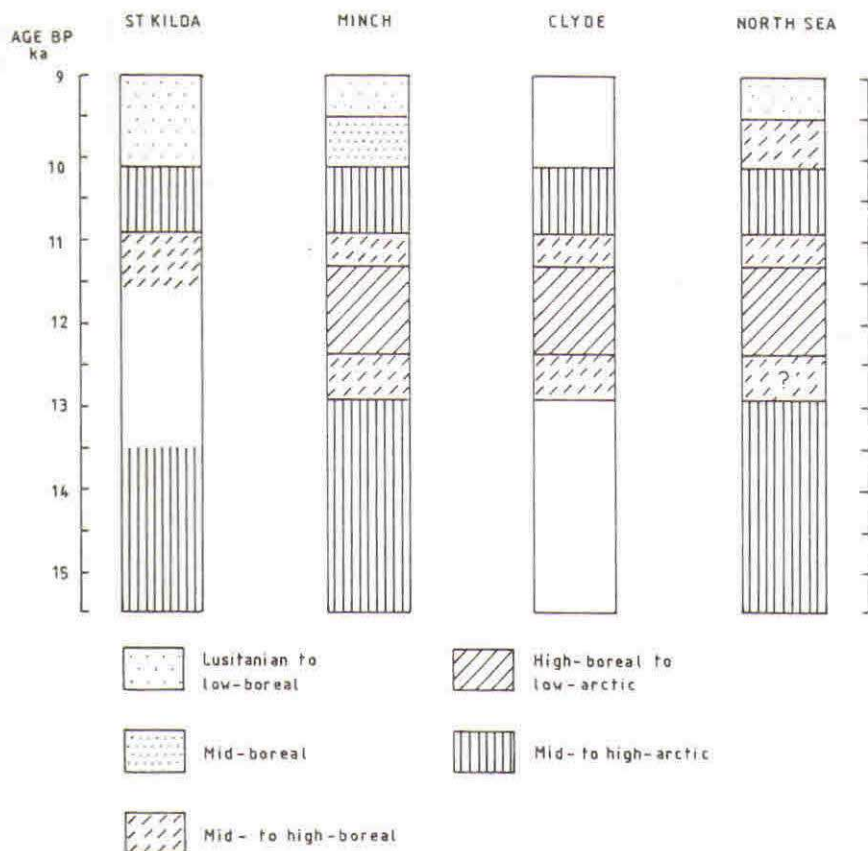 ST KILDA MINCH CLYDE NORTH SEA
AGE BP
ka
9
10
11
12
?
13
14
15
Lusitanian to
low-boreal
High-boreal to
low-arctic
Mid-boreal
Mid- to high-arctic
Mid- to high-boreal